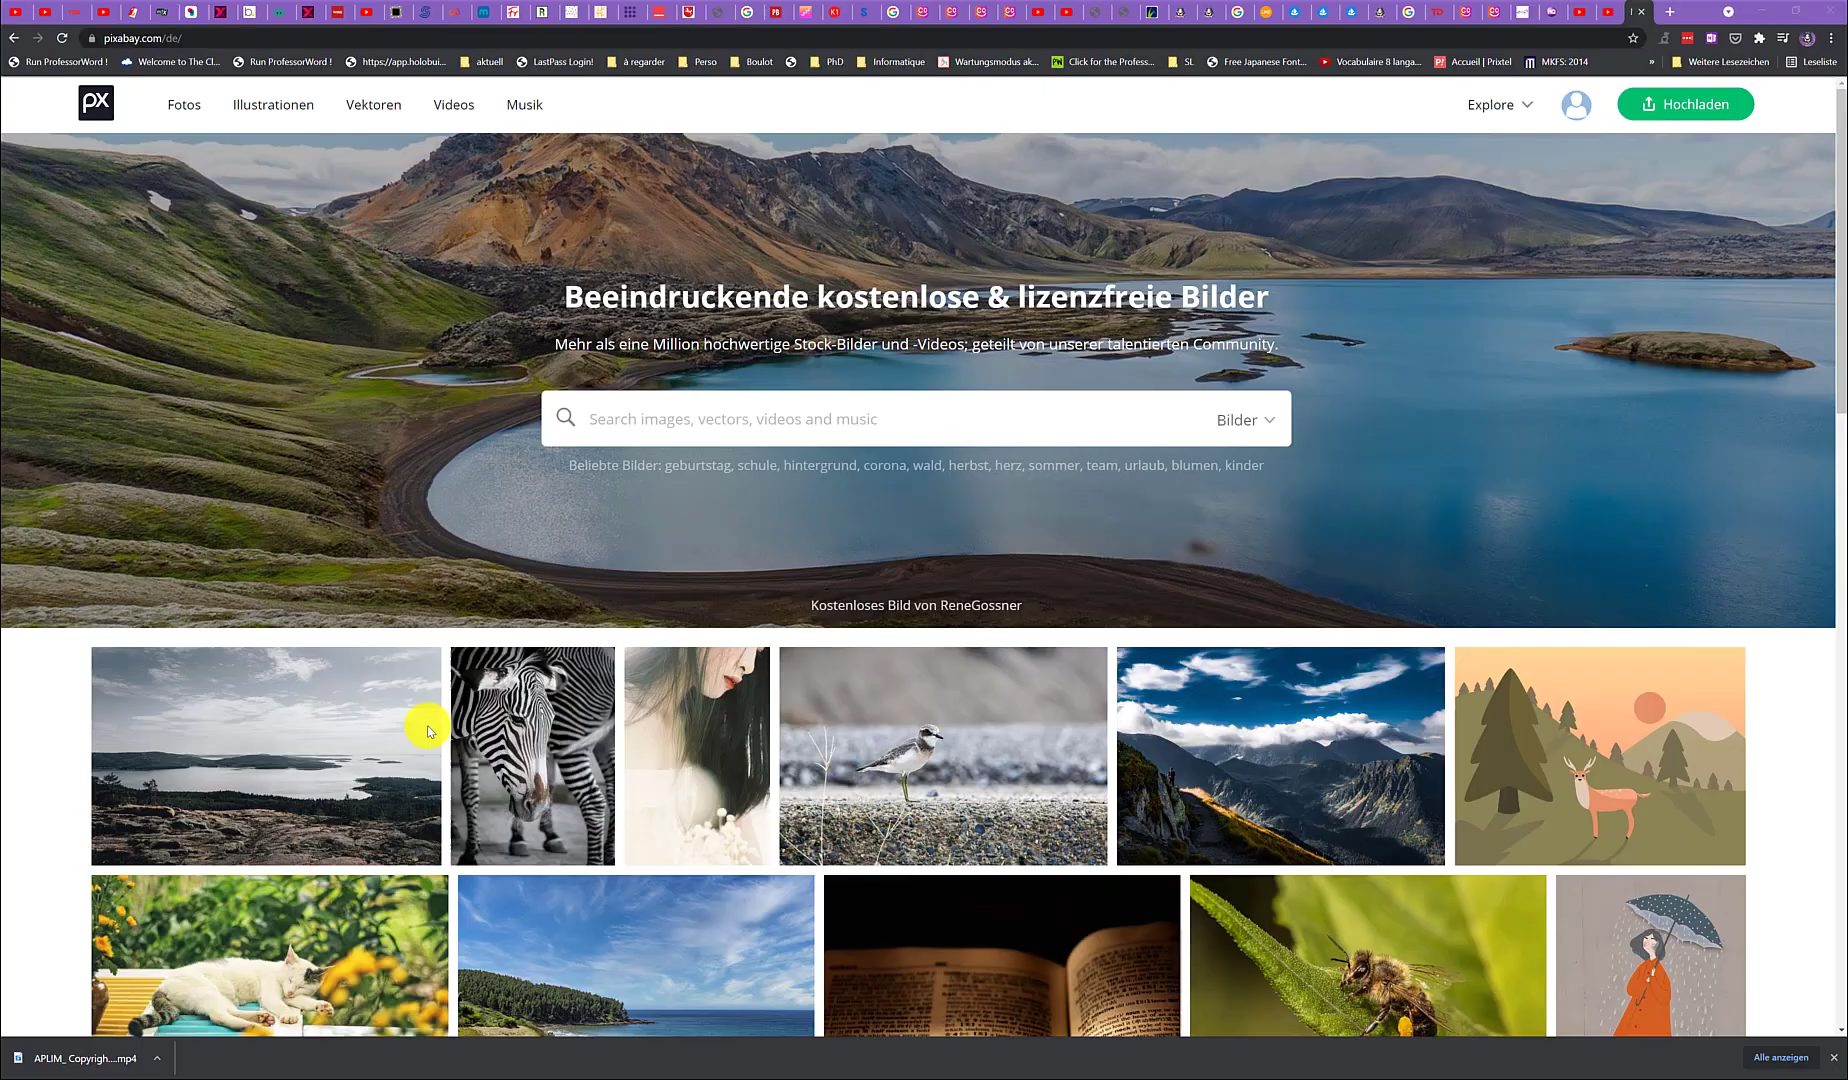 pixabay.com/de/
Run ProfessorWord !
Welcome to The Cl...
Run ProfessorWord !
https://app.holobui...
aktuell
LastPass Login!
à regarder
Perso
Boulot
PhD
Informatique
Wartungsmodus ak...
Click for the Profess...
SL
Free Japanese Font...
Vocabulaire 8 langa...
Accueil | Prixtel
MKFS: 2014
»
Weitere Lesezeichen
Leseliste
px
Fotos
Illustrationen
Vektoren
Videos
Musik
Explore
Hochladen
Beeindruckende kostenlose & lizenzfreie Bilder
Mehr als eine Million hochwertige Stock-Bilder und -Videos; geteilt von unserer talentierten Community.
Search images, vectors, videos and music
Bilder
Beliebte Bilder: geburtstag, schule, hintergrund, corona, wald, herbst, herz, sommer, team, urlaub, blumen, kinder
Kostenloses Bild von ReneGossner
APLIM_ Copyrigh....mp4
Alle anzeigen